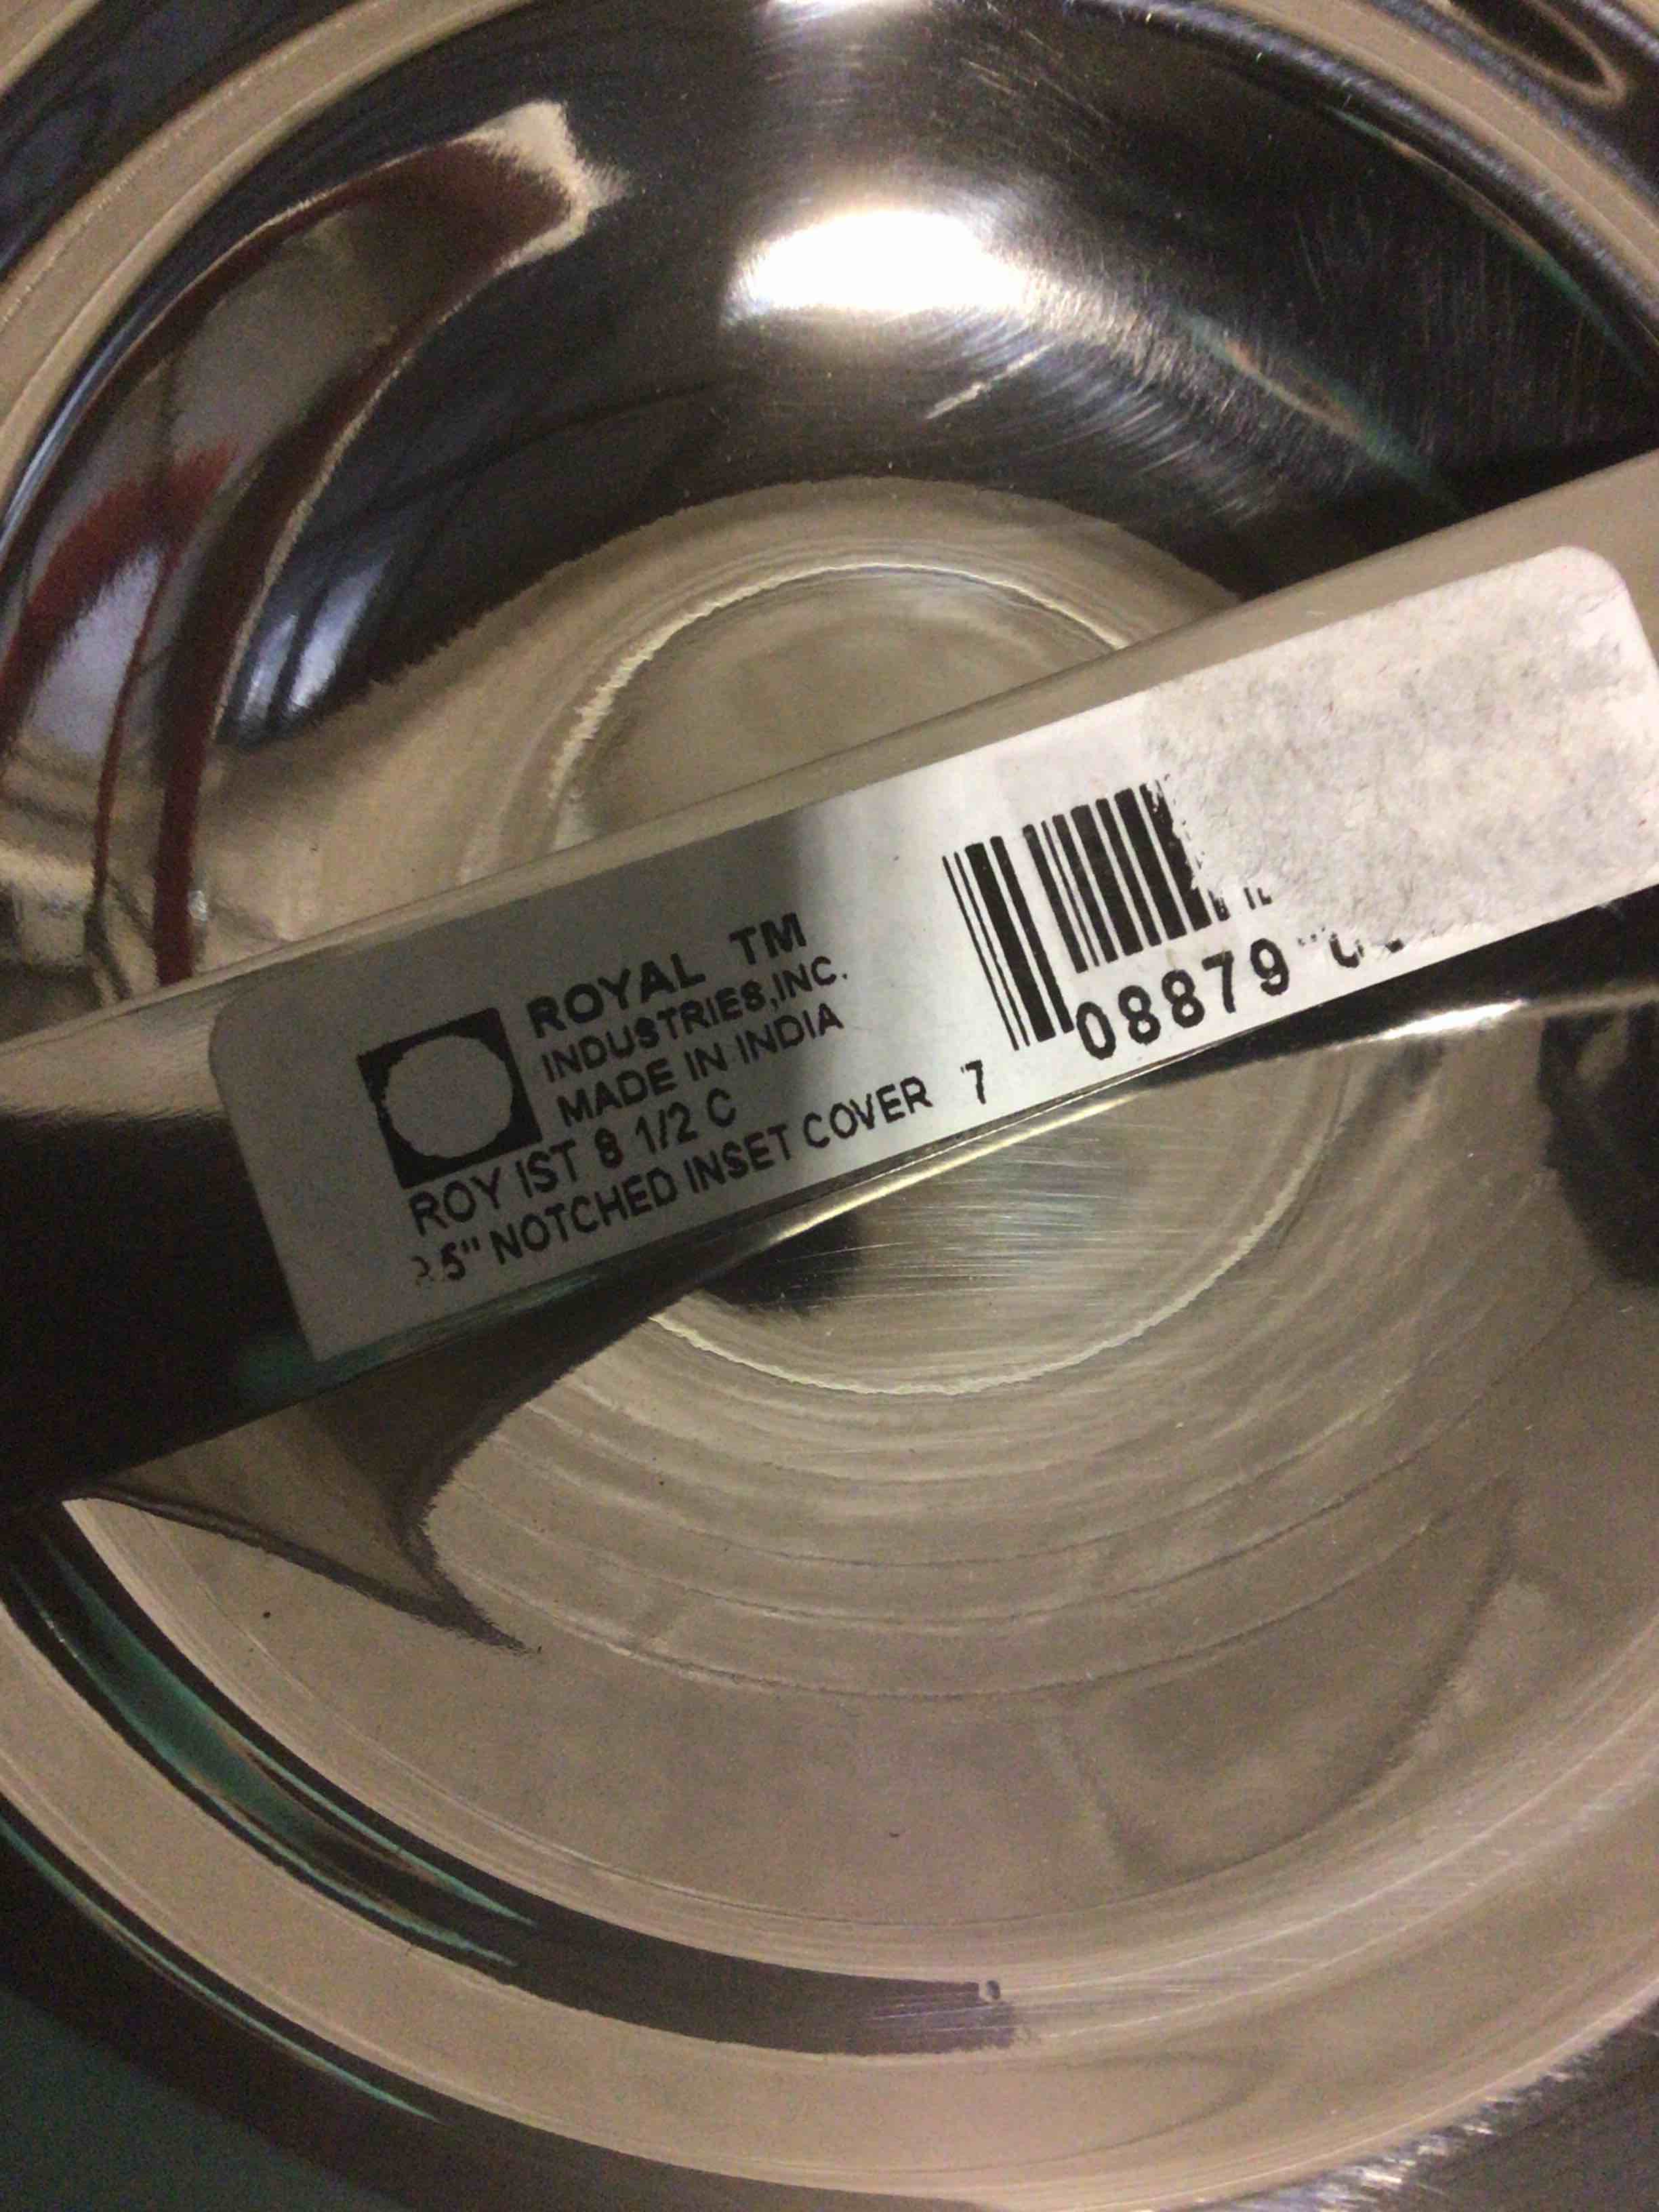 ROYAL TM
INDUSTRIES,INC.
MADE IN INDIA
ROY IST 8 1/2 C
NOTCHED INSET COVER
7 08879